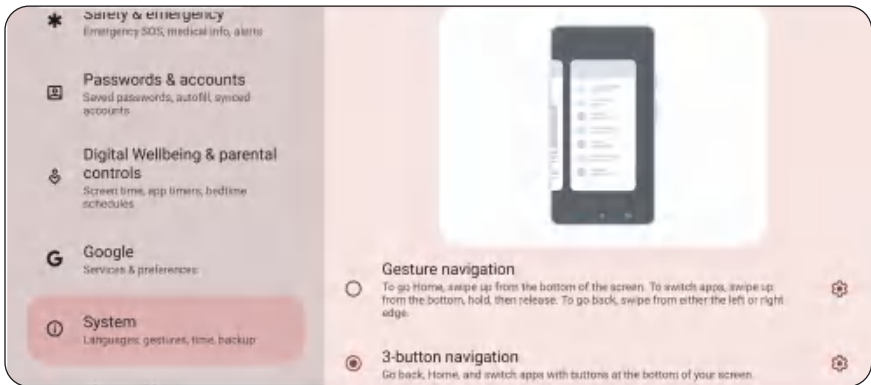 Safety & emergency
Emergency SOS, medical info, alerts
Passwords & accounts
Saved passwords, autofill, synced
accounts
Digital Wellbeing & parental
controls
Screen time, app timers, bedtime
schedules
Google
Services & preferences
System
Languages, gestures, time, backup
Gesture navigation
To go Home, swipe up from the bottom of the screen. To switch apps, swipe up
from the bottom, hold, then release. To go back, swipe from either the left or right
edge.
3-button navigation
Go back, Home, and switch apps with buttons at the bottom of your screen.